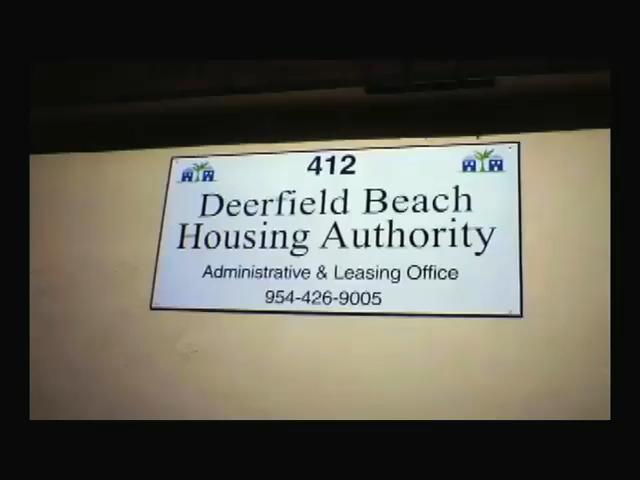 412
Deerfield Beach
Housing Authority
Administrative & Leasing Office
954-426-9005